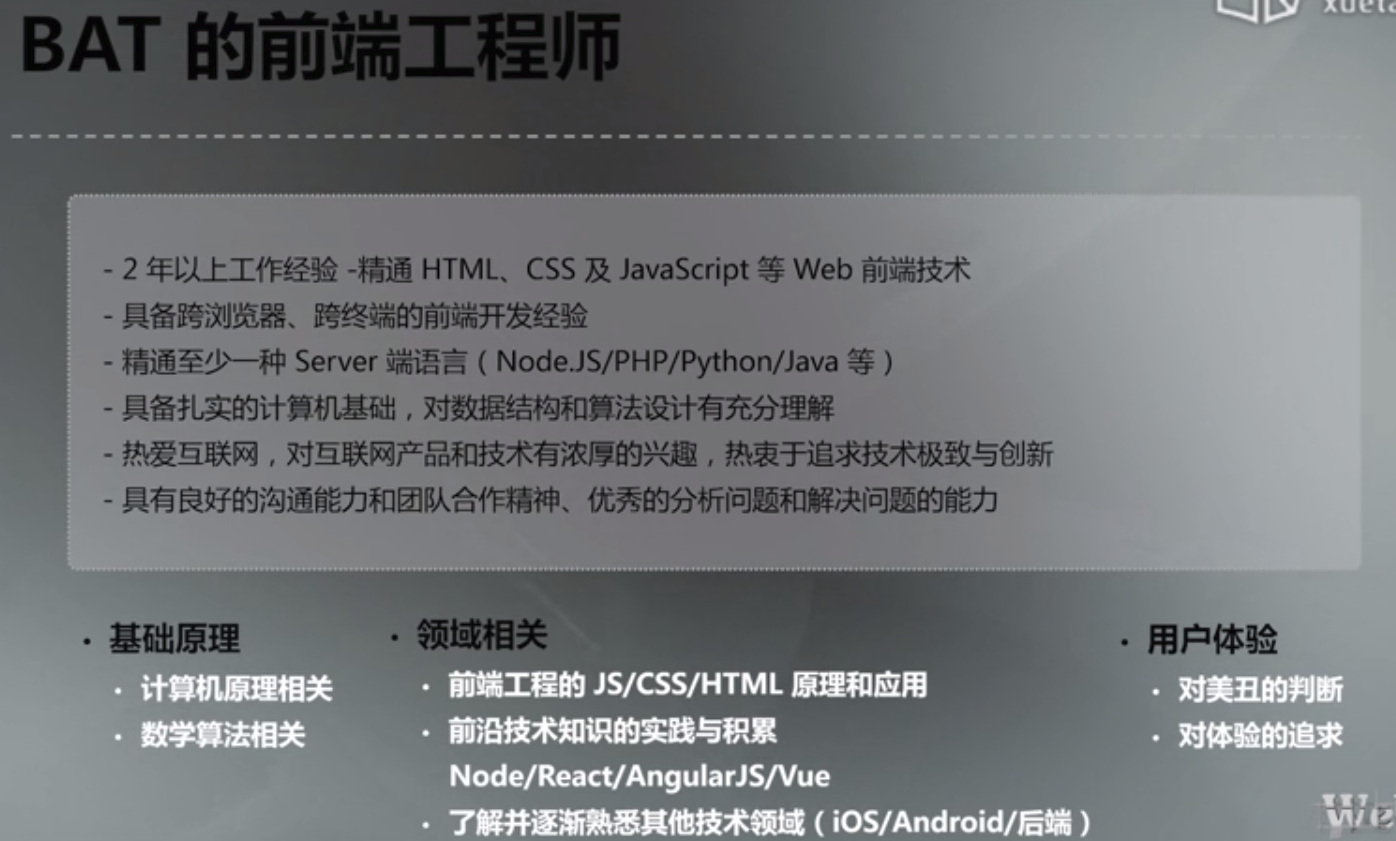 BAT 的前端工程师
- 2 年以上工作经验 -精通 HTML、CSS 及 JavaScript 等 Web 前端技术
- 具备跨浏览器、跨终端的前端开发经验
- 精通至少一种 Server 端语言（Node.JS/PHP/Python/Java 等）
- 具备扎实的计算机基础，对数据结构和算法设计有充分理解
- 热爱互联网，对互联网产品和技术有浓厚的兴趣，热衷于追求技术极致与创新
- 具有良好的沟通能力和团队合作精神、优秀的分析问题和解决问题的能力
· 基础原理
· 计算机原理相关
· 数学算法相关
· 领域相关
· 前端工程的 JS/CSS/HTML 原理和应用
· 前沿技术知识的实践与积累
Node/React/AngularJS/Vue
· 了解并逐渐熟悉其他技术领域（iOS/Android/后端）
· 用户体验
· 对美丑的判断
· 对体验的追求